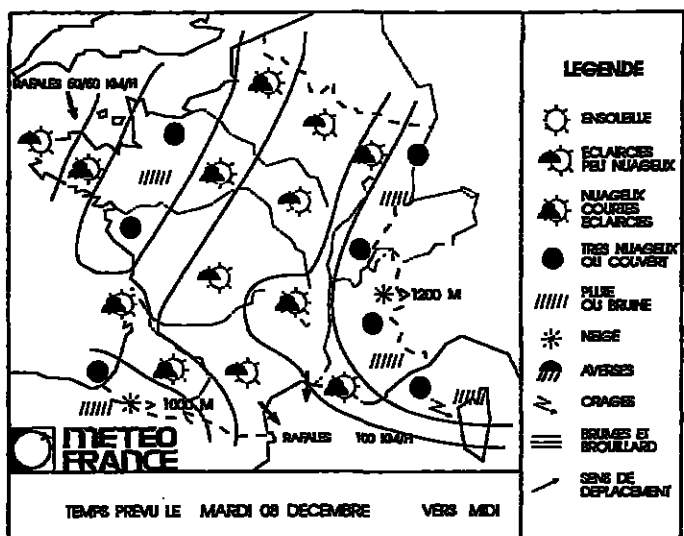 RAFALES 60/80 KM/H
>1200 M
> 1000 M
RAFALES 100 KM/H
METEO
FRANCE
TEMPS PREVU LE MARDI 08 DECEMBRE VERS MIDI
LEGENDE
ENSOLEILLE
ECLAIRCIES
PEU NUAGEUX
NUAGEUX
COURTES
ECLAIRCIES
TRES NUAGEUX
OU COUVERT
PLUIE
OU BRUINE
NEIGE
AVERSES
ORAGES
BRUMES ET
BROUILLARD
SENS DE
DEPLACEMENT